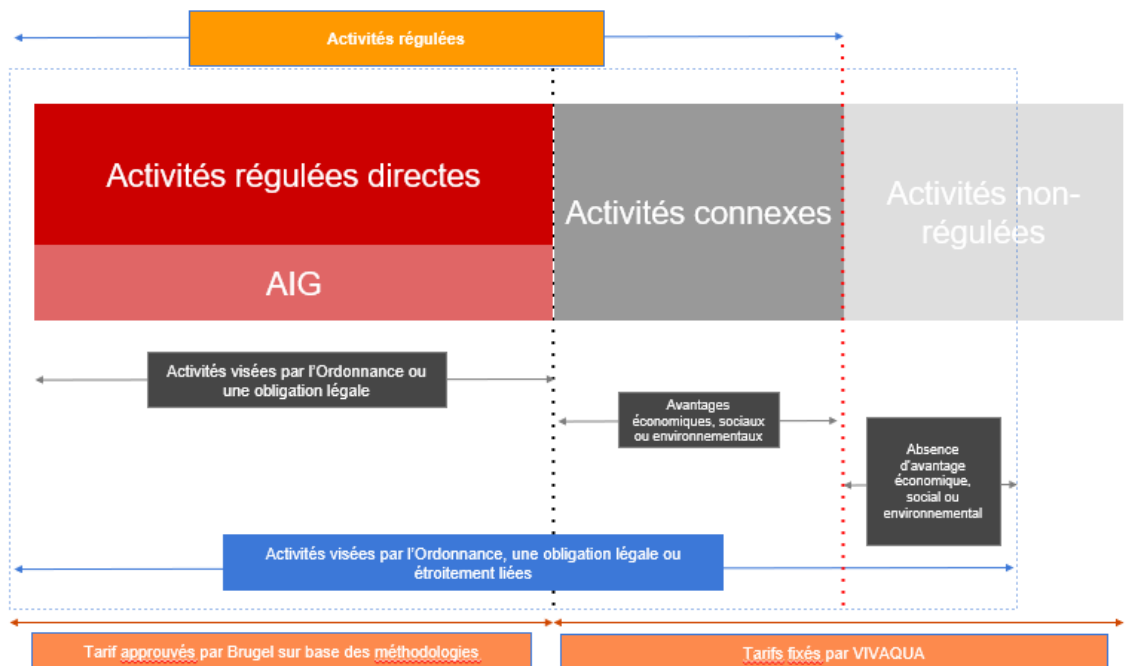 Activités régulées
Activités régulées directes
AIG
Activités connexes
Activités non-
régulées
Activités visées par l'Ordonnance ou
une obligation légale
Avantages
économiques, sociaux
ou environnementaux
Absence
d'avantage
économique,
social ou
environnemental
Activités visées par l'Ordonnance, une obligation légale ou
étroitement liées
Tarif approuvés par Brugel sur base des méthodologies
Tarifs fixés par VIVAQUA